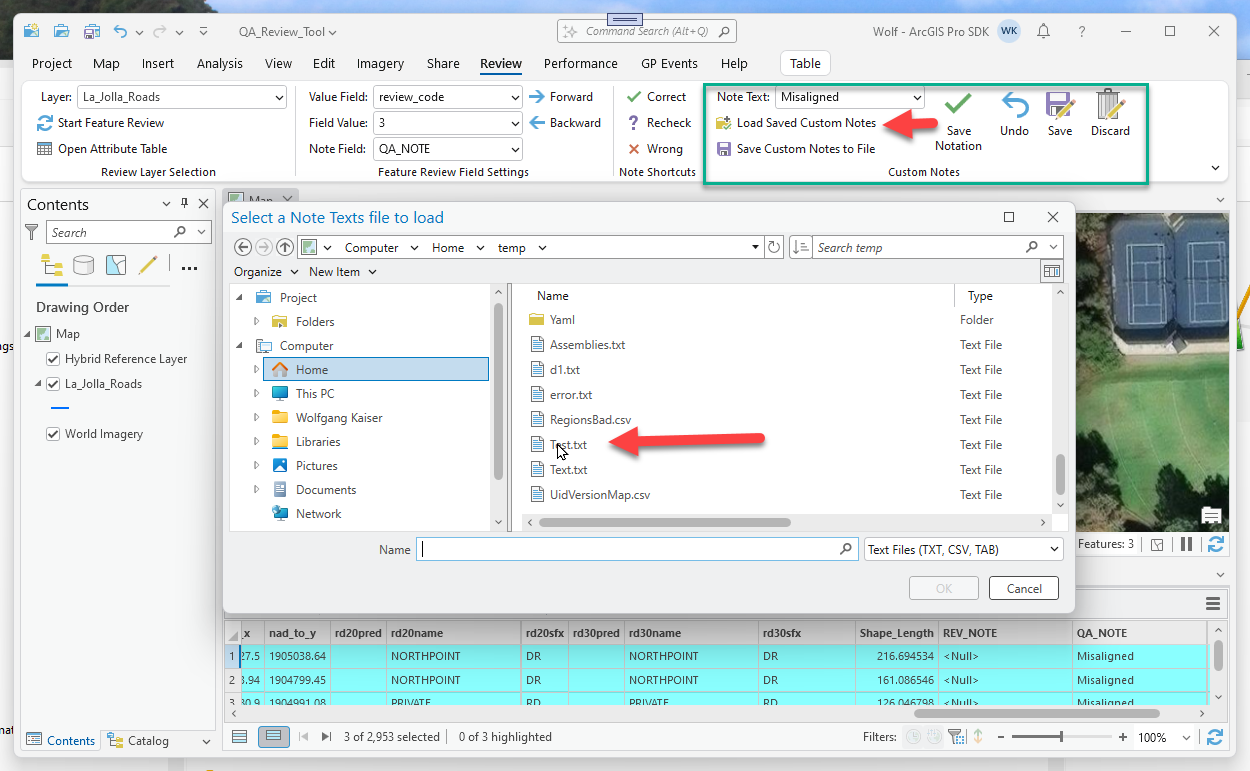 QA_Review_Tool
Command Search (Alt+Q)
Wolf - ArcGIS Pro SDK
WK
?
Project Map Insert Analysis View Edit Imagery Share Review Performance GP Events Help Table
Layer: La_Jolla_Roads
Start Feature Review
Open Attribute Table
Review Layer Selection
Value Field: review_code
Field Value: 3
Note Field: QA_NOTE
Forward
Backward
Feature Review Field Settings
Correct
? Recheck
Wrong
Note Shortcuts
Note Text: Misaligned
Load Saved Custom Notes
Save Custom Notes to File
Save
Notation
Undo
Save
Discard
Custom Notes
Contents
Search
Drawing Order
Map
Hybrid Reference Layer
La_Jolla_Roads
World Imagery
Contents
Catalog
Map
Select a Note Texts file to load
Computer Home temp
Search temp
Organize New Item
Project
Folders
Computer
Home
This PC
Wolfgang Kaiser
Libraries
Pictures
Documents
Network
Name Type
Yaml Folder
Assemblies.txt Text File
d1.txt Text File
error.txt Text File
RegionsBad.csv Text File
Test.txt Text File
Text.txt Text File
UidVersionMap.csv Text File
Name
Text Files (TXT, CSV, TAB)
OK
Cancel
Features: 3
_x nad_to_y rd20pred rd20name rd20sfx rd30pred rd30name rd30sfx Shape_Length REV_NOTE QA_NOTE
1 27.5 1905038.64 NORTHPOINT DR NORTHPOINT DR 216.694534 <Null> Misaligned
2 3.94 1904799.45 NORTHPOINT DR NORTHPOINT DR 161.086546 <Null> Misaligned
3 30.9 1904991.08 PRIVATE RD PRIVATE RD 126.046798 <Null> Misaligned
3 of 2,953 selected
0 of 3 highlighted
Filters:
100%